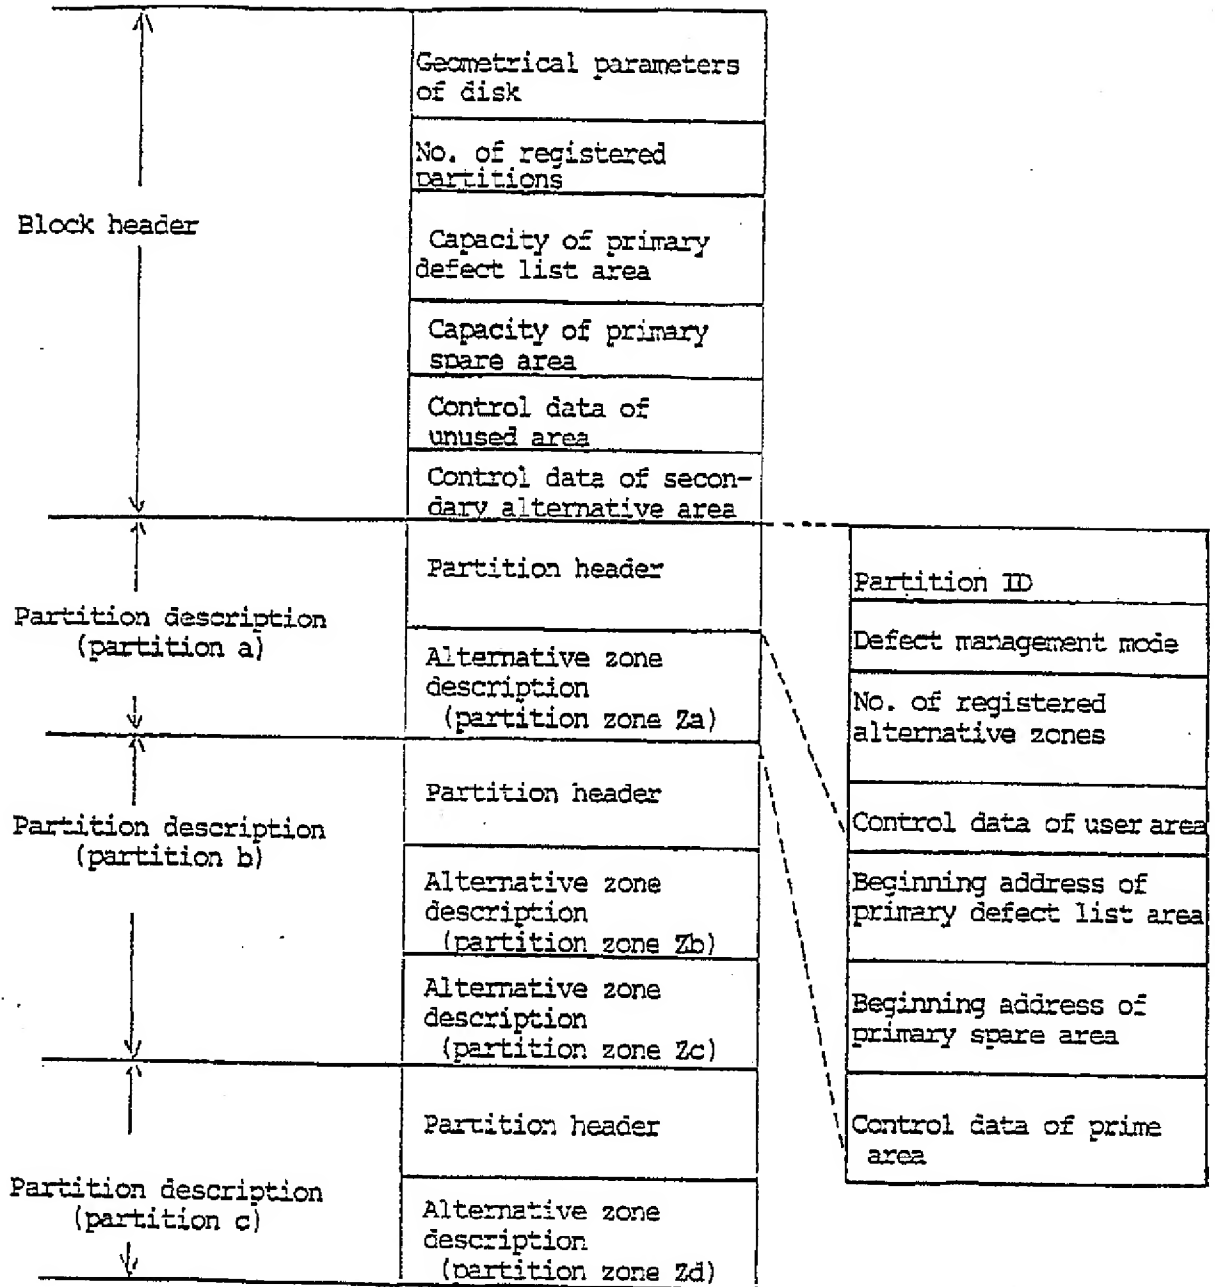 Geometrical parameters
of disk
No. of registered
partitions
Block header
Capacity of primary
defect list area
Capacity of primary
spare area
Control data of
unused area
Control data of secon-
dary alternative area
Partition description
(partition a)
Partition header
Alternative zone
description
(partition zone Za)
Partition description
(partition b)
Partition header
Alternative zone
description
(partition zone Zb)
Alternative zone
description
(partition zone Zc)
Partition description
(partition c)
Partition header
Alternative zone
description
(partition zone Zd)
Partition ID
Defect management mode
No. of registered
alternative zones
Control data of user area
Beginning address of
primary defect list area
Beginning address of
primary spare area
Control data of prime
area